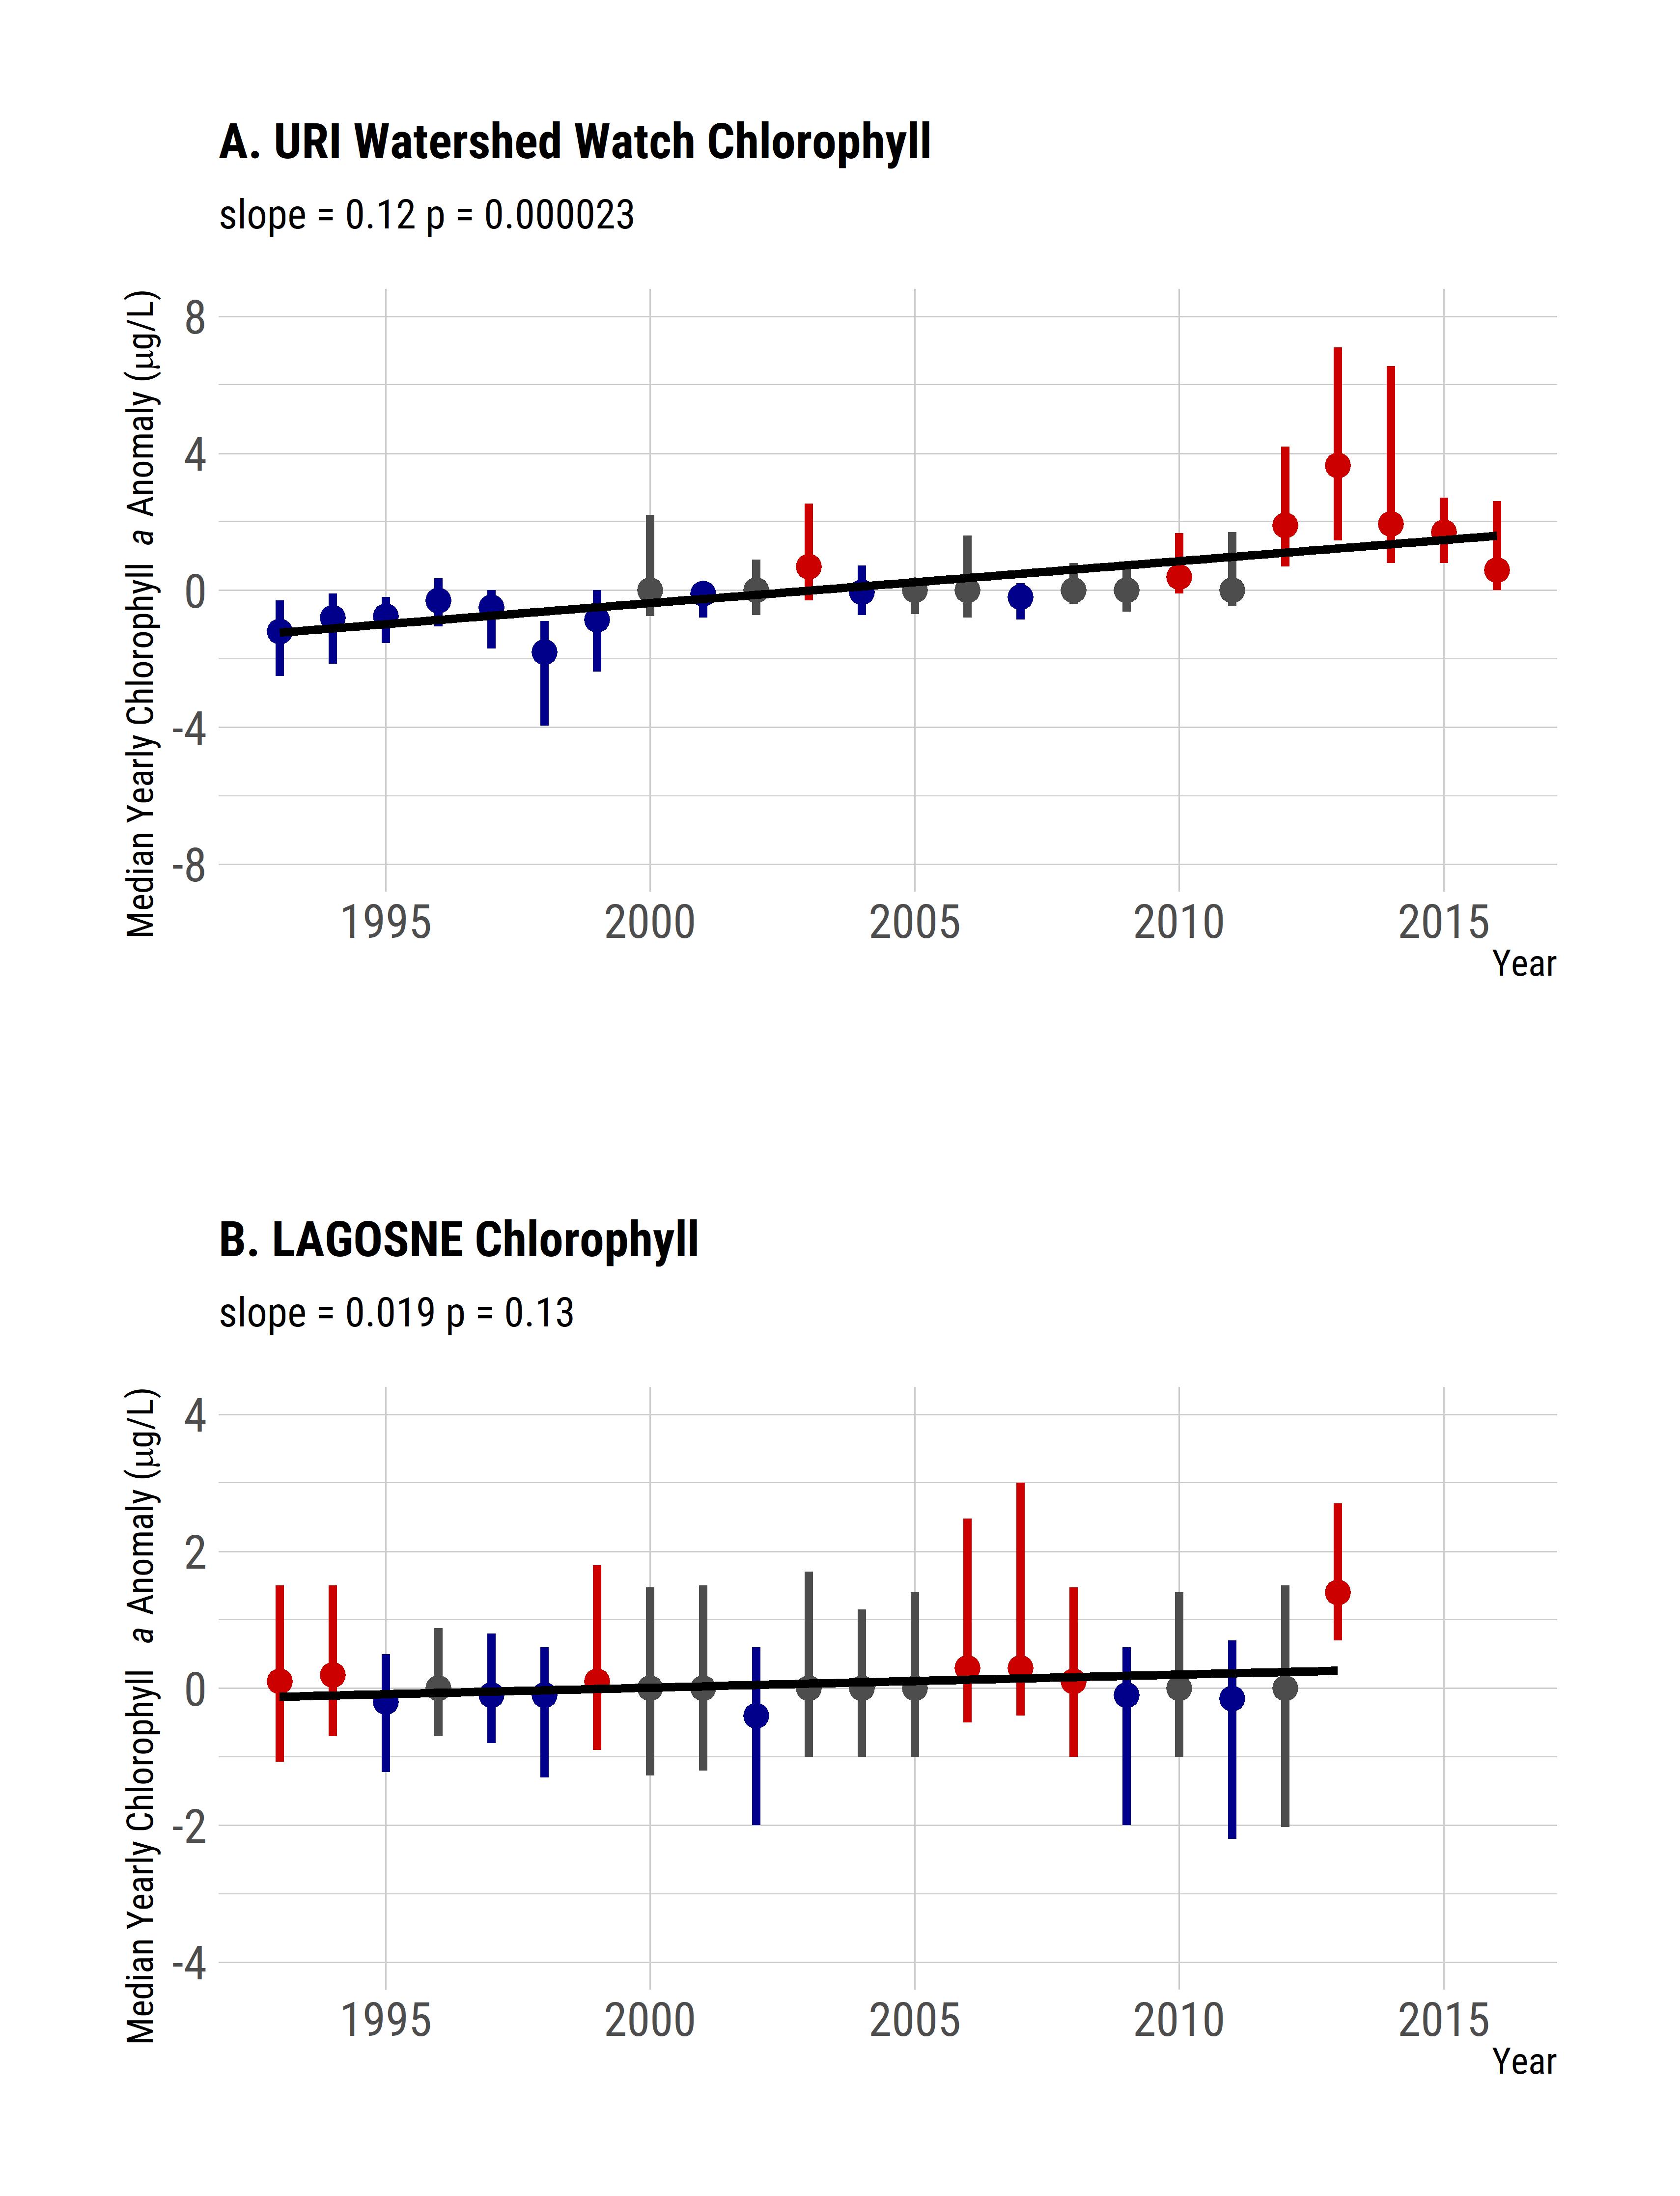 A. URI Watershed Watch Chlorophyll
slope = 0.12 p = 0.000023
Median Yearly Chlorophyll a Anomaly (μg/L)
8
4
0
-4
-8
1995 2000 2005 2010 2015
Year
B. LAGOSNE Chlorophyll
slope = 0.019 p = 0.13
Median Yearly Chlorophyll a Anomaly (μg/L)
4
2
0
-2
-4
1995 2000 2005 2010 2015
Year